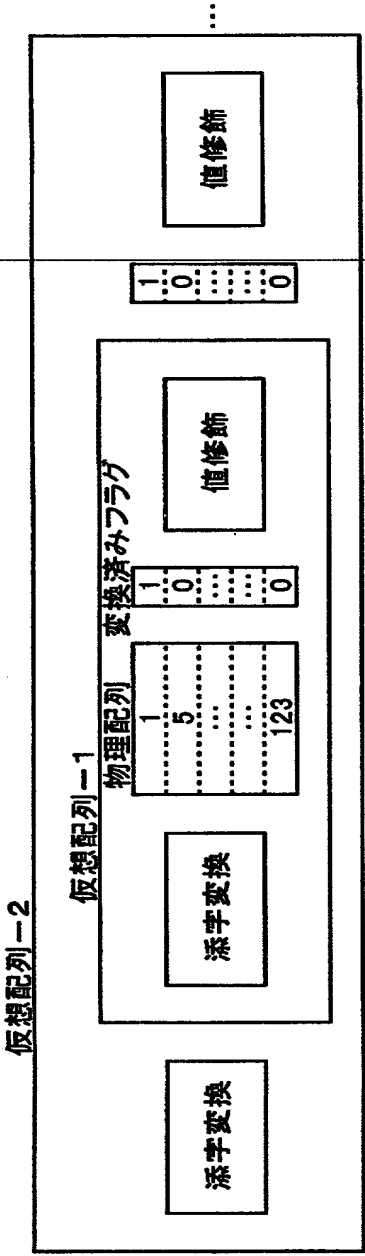 仮想配列－2
仮想配列－1
物理配列
変換済みフラグ
添字変換
添字変換
1
5
...
...
123
1
0
...
...
0
値修飾
1
0
...
...
0
値修飾
...